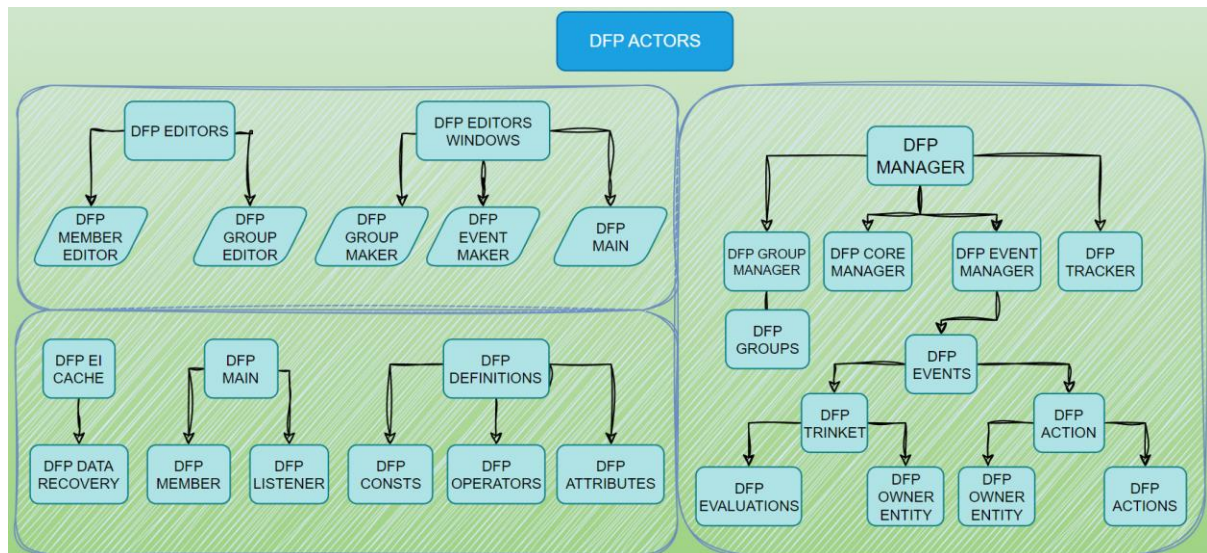 DFP ACTORS
DFP EDITORS
DFP EDITORS
WINDOWS
DFP
MEMBER
EDITOR
DFP
GROUP
EDITOR
DFP
GROUP
MAKER
DFP
EVENT
MAKER
DFP
MAIN
DFP EI
CACHE
DFP
MAIN
DFP
DEFINITIONS
DFP DATA
RECOVERY
DFP
MEMBER
DFP
LISTENER
DFP
CONSTS
DFP
OPERATORS
DFP
ATTRIBUTES
DFP
MANAGER
DFP GROUP
MANAGER
DFP CORE
MANAGER
DFP EVENT
MANAGER
DFP
TRACKER
DFP
GROUPS
DFP
EVENTS
DFP
TRINKET
DFP
ACTION
DFP
EVALUATIONS
DFP
OWNER
ENTITY
DFP
OWNER
ENTITY
DFP
ACTIONS